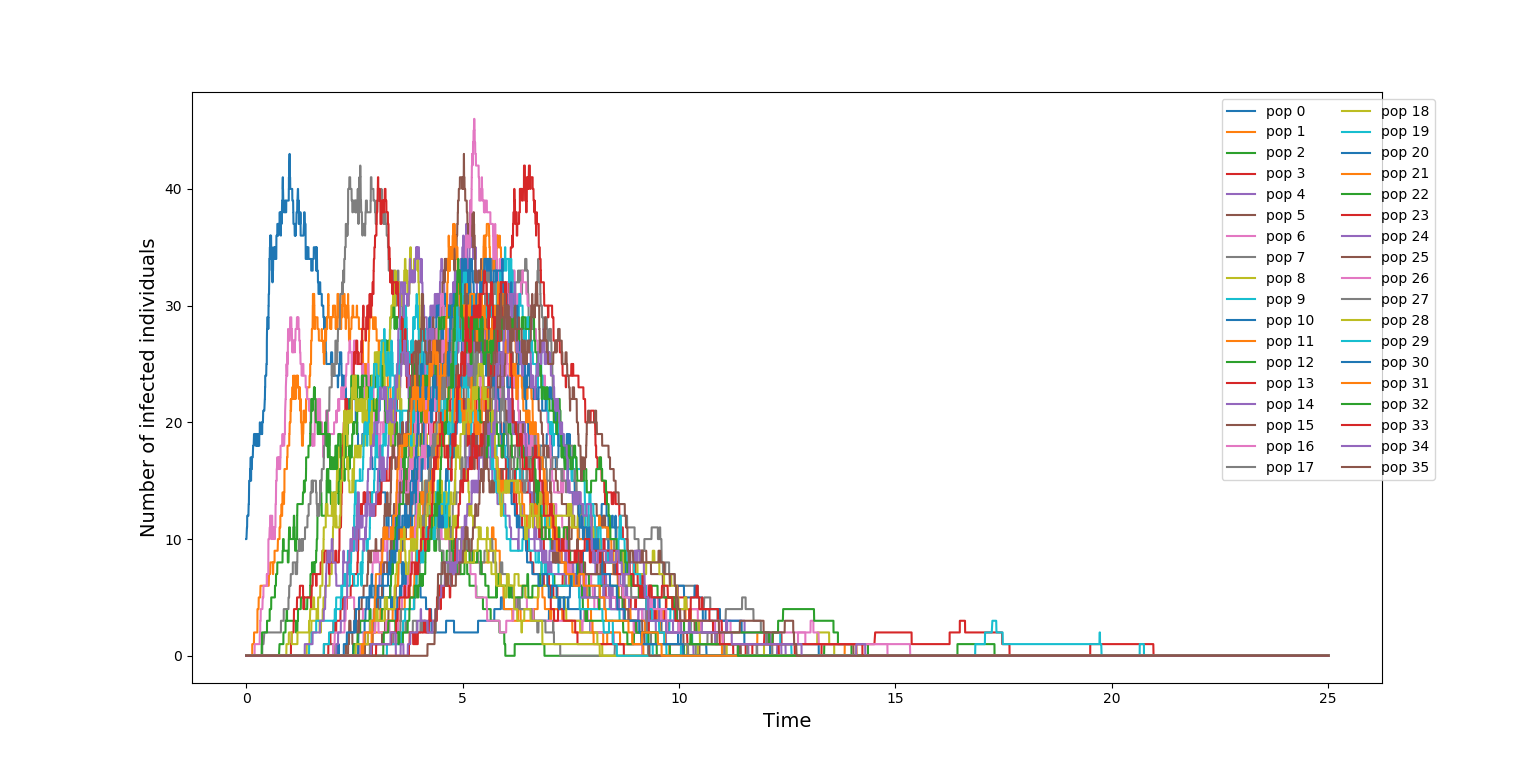 Number of infected individuals
40
30
20
10
0
0 5 10 15 20 25
Time
pop 0 pop 18
pop 1 pop 19
pop 2 pop 20
pop 3 pop 21
pop 4 pop 22
pop 5 pop 23
pop 6 pop 24
pop 7 pop 25
pop 8 pop 26
pop 9 pop 27
pop 10 pop 28
pop 11 pop 29
pop 12 pop 30
pop 13 pop 31
pop 14 pop 32
pop 15 pop 33
pop 16 pop 34
pop 17 pop 35